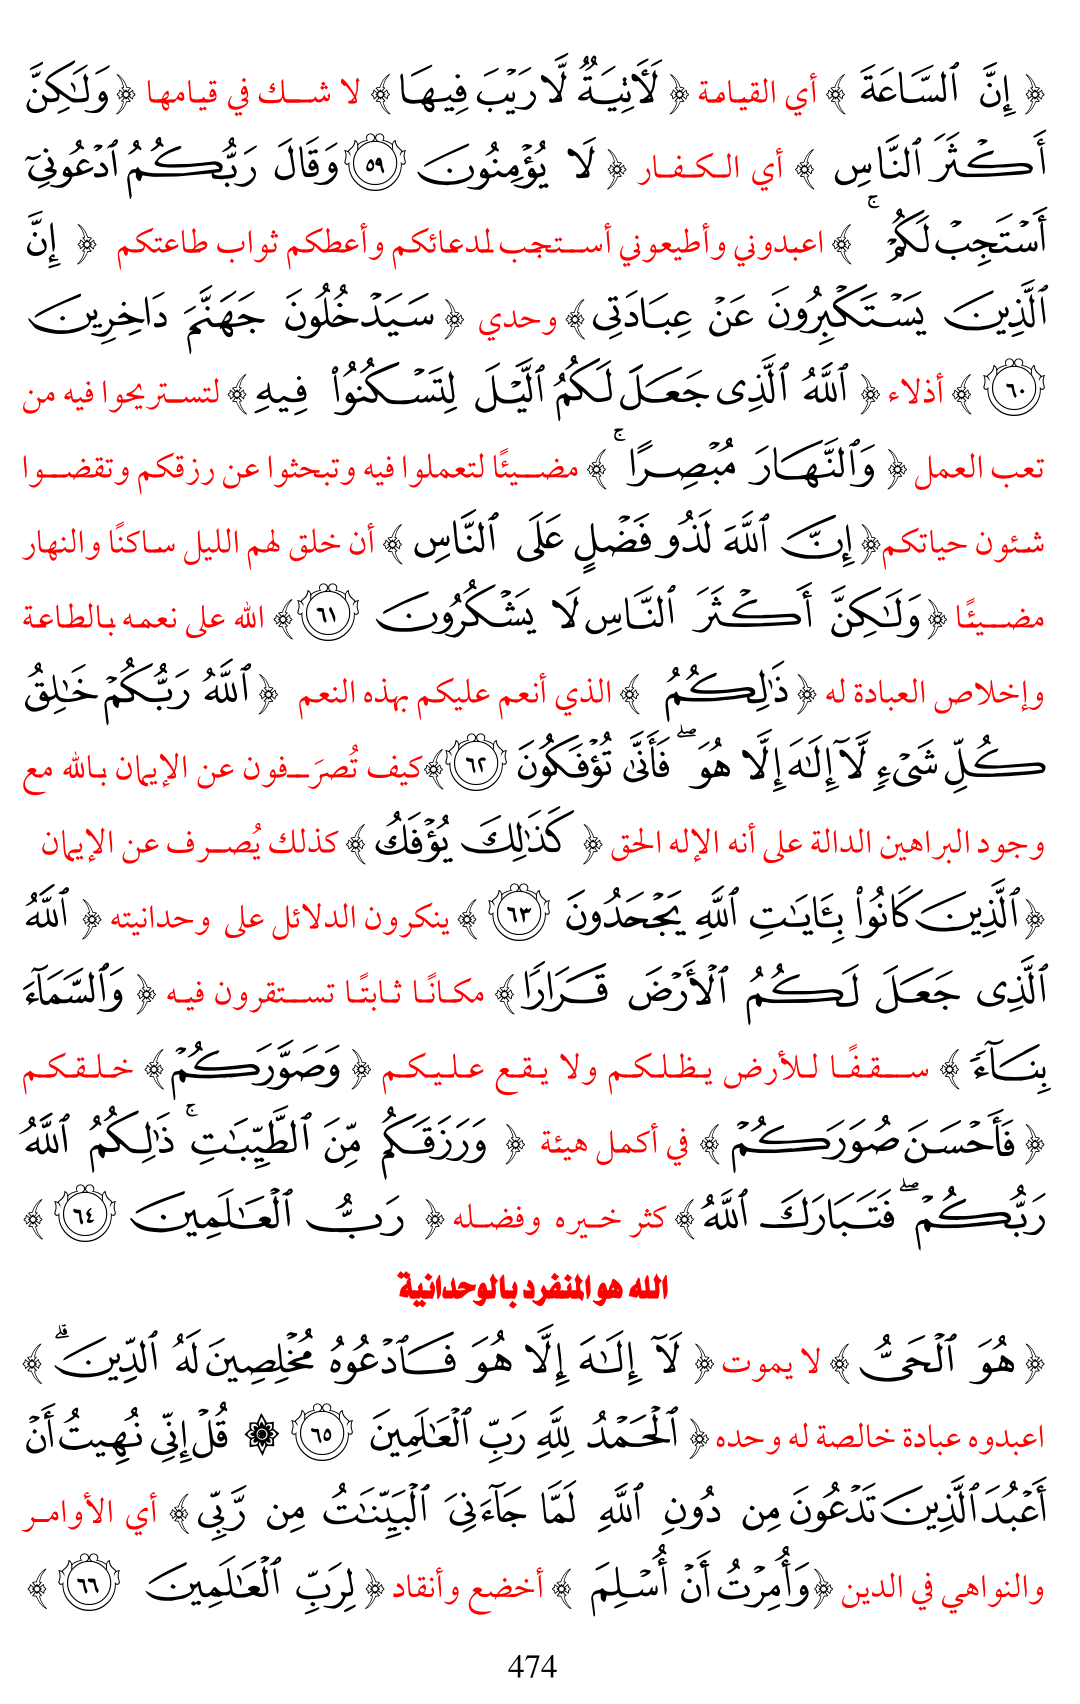 ﴿ إِنَّ ٱلسَّاعَةَ ﴾ أي القيامة ﴿ لَأٓتِيَةٌ لَّا رَيۡبَ فِيهَا ﴾ لا شك في قيامها ﴿ وَلَٰكِنَّ
أَكۡثَرَ ٱلنَّاسِ ﴾ أي الكفار ﴿ لَا يُؤۡمِنُونَ ٥٩ وَقَالَ رَبُّكُمُ ٱدۡعُونِيٓ
أَسۡتَجِبۡ لَكُمۡۚ ﴾ اعبدوني وأطيعوني أستجب لمدعائكم وأعطكم ثواب طاعتكم ﴿ إِنَّ
ٱلَّذِينَ يَسۡتَكۡبِرُونَ عَنۡ عِبَادَتِي ﴾ وحدي ﴿ سَيَدۡخُلُونَ جَهَنَّمَ دَاخِرِينَ
٦٠ ﴾ أذلاء ﴿ ٱللَّهُ ٱلَّذِي جَعَلَ لَكُمُ ٱلَّيۡلَ لِتَسۡكُنُواْ فِيهِ ﴾ لتستريحوا فيه من
تعب العمل ﴿ وَٱلنَّهَارَ مُبۡصِرًاۚ ﴾ مضيئًا لتعملوا فيه وتبحثوا عن رزقكم وتقضوا
شئون حياتكم ﴿ إِنَّ ٱللَّهَ لَذُو فَضۡلٍ عَلَى ٱلنَّاسِ ﴾ أن خلق لهم الليل ساكنًا والنهار
مضيئًا ﴿ وَلَٰكِنَّ أَكۡثَرَ ٱلنَّاسِ لَا يَشۡكُرُونَ ٦١ ﴾ الله على نعمه بالطاعة
وإخلاص العبادة له ﴿ ذَٰلِكُمُ ﴾ الذي أنعم عليكم بهذه النعم ﴿ ٱللَّهُ رَبُّكُمۡ خَٰلِقُ
كُلِّ شَيۡءٖ لَّآ إِلَٰهَ إِلَّا هُوَۖ فَأَنَّىٰ تُؤۡفَكُونَ ٦٢ ﴾ كيف تُصرَفون عن الإيمان بالله مع
وجود البراهين الدالة على أنه الإله الحق ﴿ كَذَٰلِكَ يُؤۡفَكُ ﴾ كذلك يُصرف عن الإيمان
﴿ ٱلَّذِينَ كَانُواْ بِـَٔايَٰتِ ٱللَّهِ يَجۡحَدُونَ ٦٣ ﴾ ينكرون الدلائل على وحدانيته ﴿ ٱللَّهُ
ٱلَّذِي جَعَلَ لَكُمُ ٱلۡأَرۡضَ قَرَارٗا ﴾ مكانًا ثابتًا تستقرون فيه ﴿ وَٱلسَّمَآءَ
بِنَآءٗ ﴾ سقفًا للأرض يظلكم ولا يقع عليكم ﴿ وَصَوَّرَكُمۡ ﴾ خلقكم
﴿ فَأَحۡسَنَ صُوَرَكُمۡ ﴾ في أكمل هيئة ﴿ وَرَزَقَكُم مِّنَ ٱلطَّيِّبَٰتِۚ ذَٰلِكُمُ ٱللَّهُ
رَبُّكُمۡۖ فَتَبَارَكَ ٱللَّهُ ﴾ كثر خيره وفضله ﴿ رَبُّ ٱلۡعَٰلَمِينَ ٦٤ ﴾
الله هو المنفرد بالوحدانية
﴿ هُوَ ٱلۡحَيُّ ﴾ لا يموت ﴿ لَآ إِلَٰهَ إِلَّا هُوَ فَٱدۡعُوهُ مُخۡلِصِينَ لَهُ ٱلدِّينَۗ ﴾
اعبدوه عبادة خالصة له وحده ﴿ ٱلۡحَمۡدُ لِلَّهِ رَبِّ ٱلۡعَٰلَمِينَ ٦٥ ۞ قُلۡ إِنِّي نُهِيتُ أَنۡ
أَعۡبُدَ ٱلَّذِينَ تَدۡعُونَ مِن دُونِ ٱللَّهِ لَمَّا جَآءَنِيَ ٱلۡبَيِّنَٰتُ مِن رَّبِّي ﴾ أي الأوامر
والنواهي في الدين ﴿ وَأُمِرۡتُ أَنۡ أُسۡلِمَ ﴾ أخضع وأنقاد ﴿ لِرَبِّ ٱلۡعَٰلَمِينَ ٦٦ ﴾
474